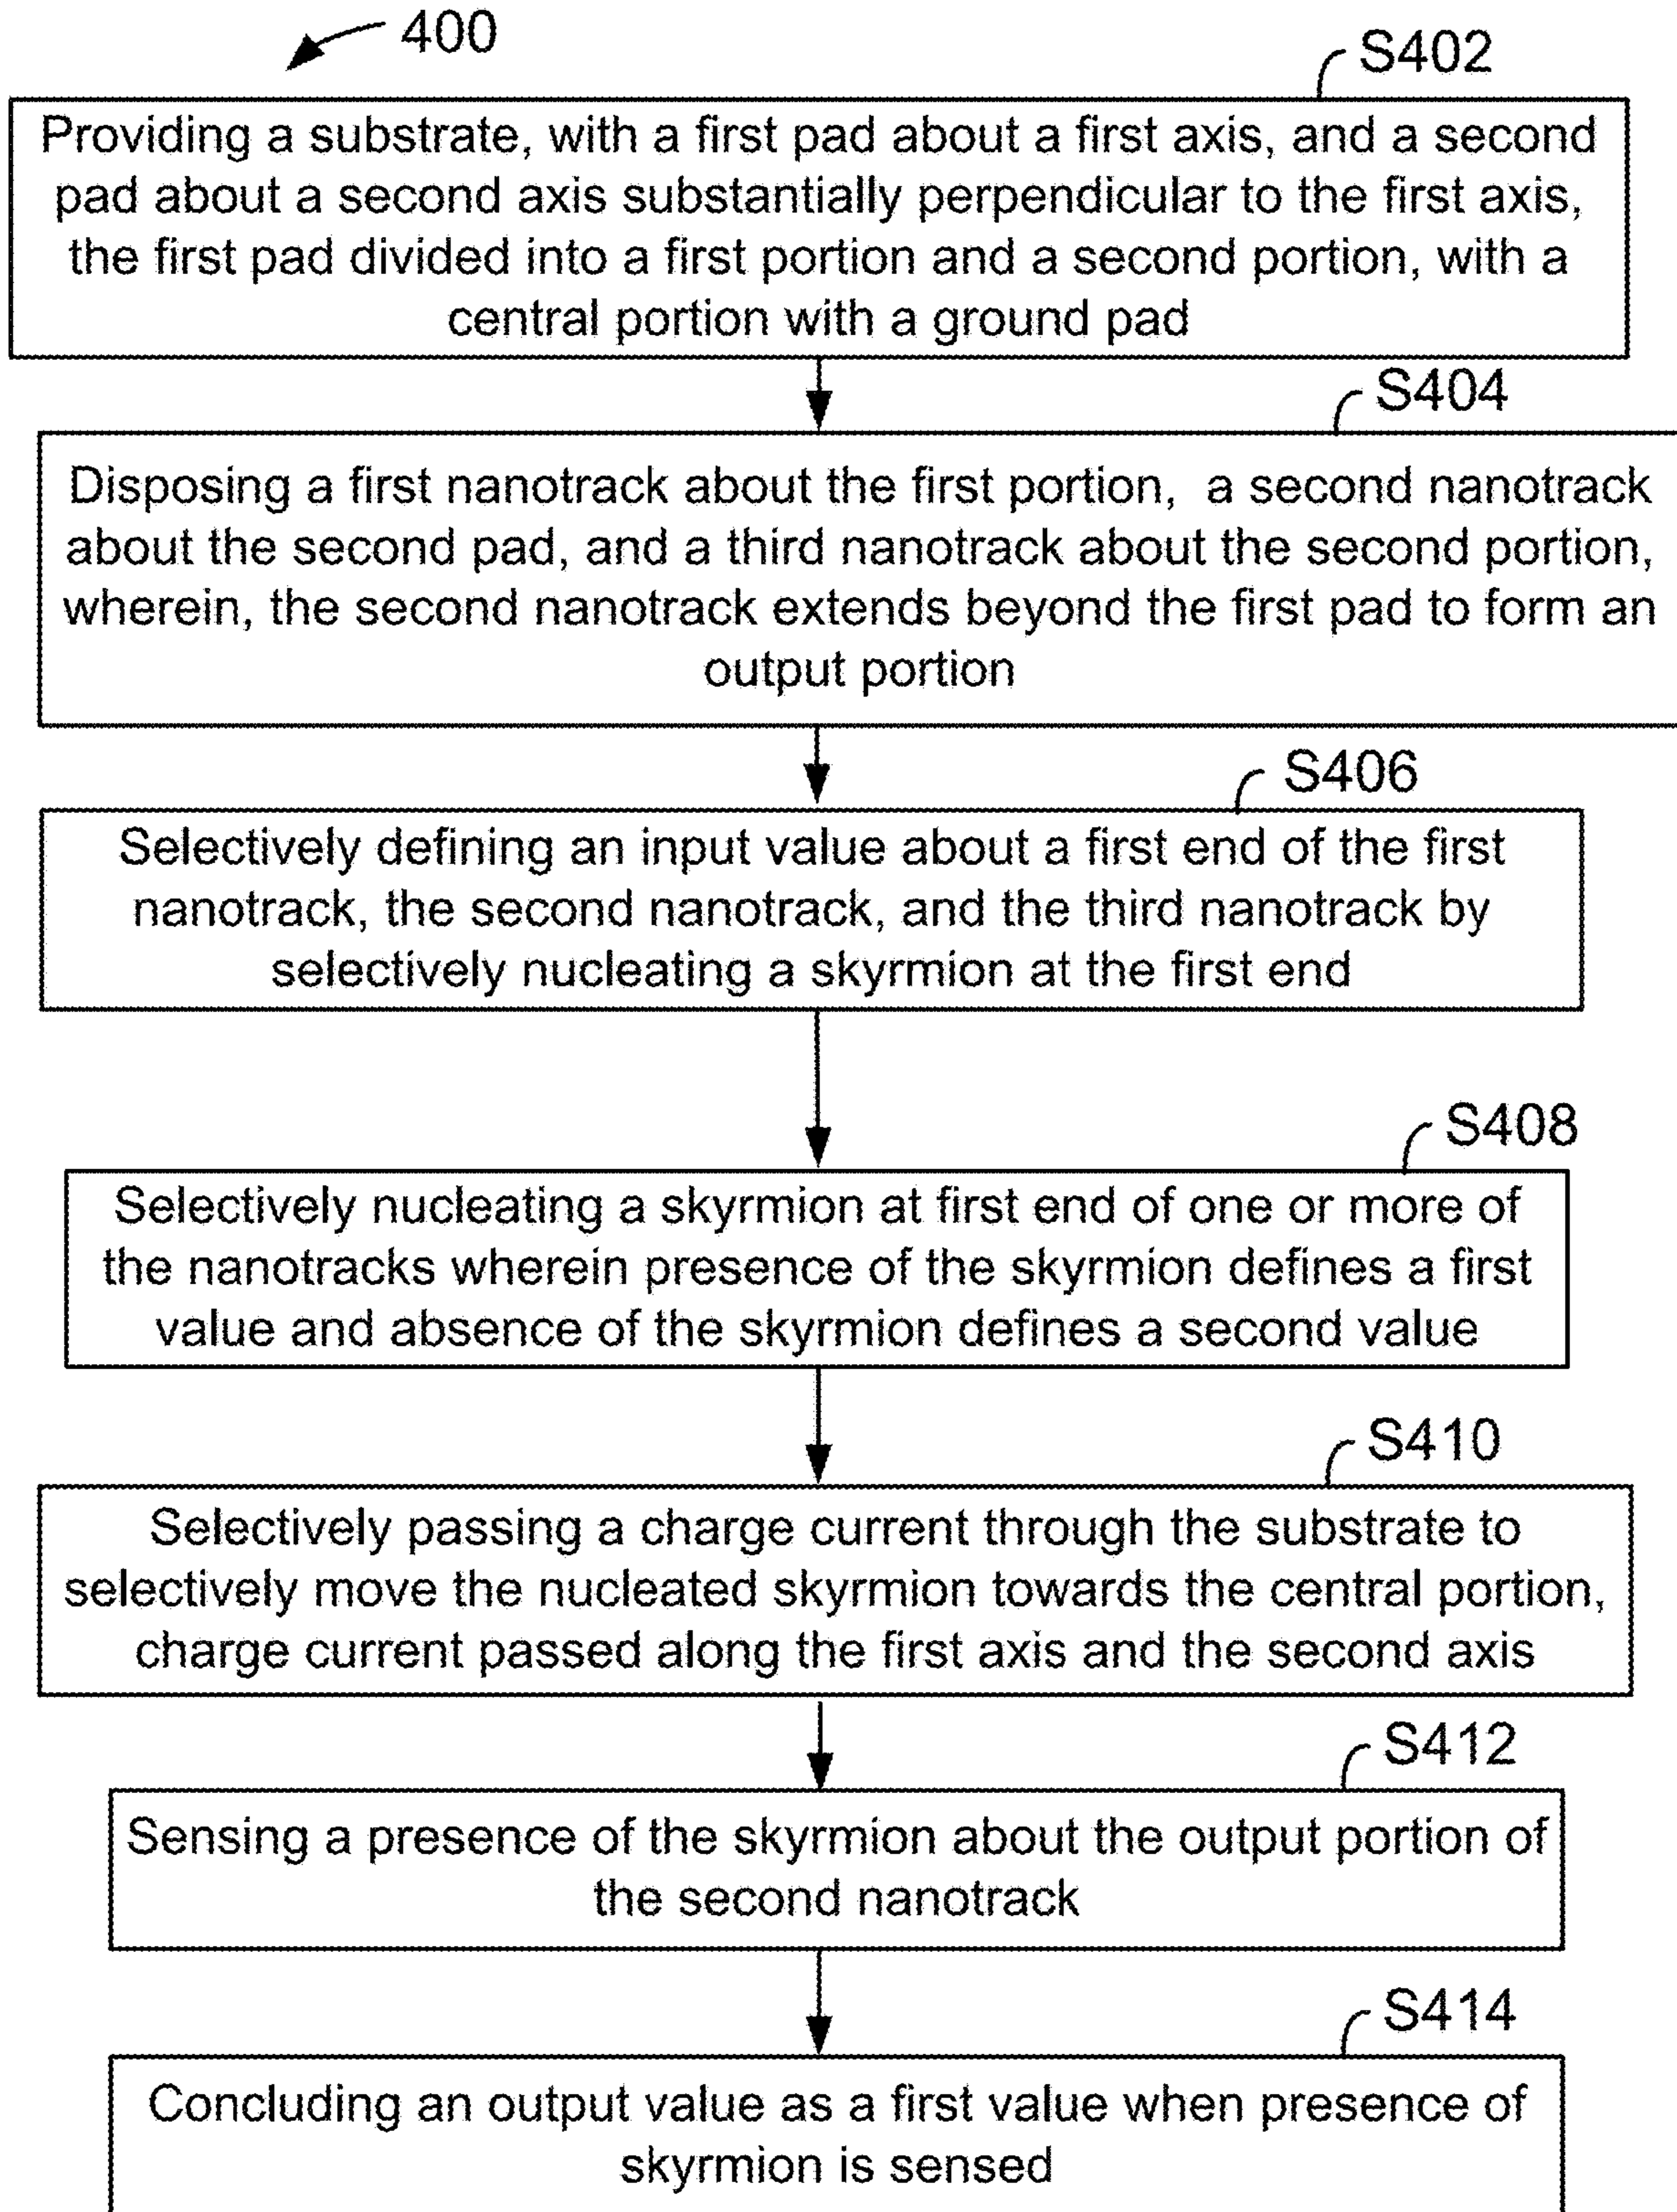 400
S402
Providing a substrate, with a first pad about a first axis, and a second
pad about a second axis substantially perpendicular to the first axis,
the first pad divided into a first portion and a second portion, with a
central portion with a ground pad
S404
Disposing a first nanotrack about the first portion, a second nanotrack
about the second pad, and a third nanotrack about the second portion,
wherein, the second nanotrack extends beyond the first pad to form an
output portion
S406
Selectively defining an input value about a first end of the first
nanotrack, the second nanotrack, and the third nanotrack by
selectively nucleating a skyrmion at the first end
S408
Selectively nucleating a skyrmion at first end of one or more of
the nanotracks wherein presence of the skyrmion defines a first
value and absence of the skyrmion defines a second value
S410
Selectively passing a charge current through the substrate to
selectively move the nucleated skyrmion towards the central portion,
charge current passed along the first axis and the second axis
S412
Sensing a presence of the skyrmion about the output portion of
the second nanotrack
S414
Concluding an output value as a first value when presence of
skyrmion is sensed